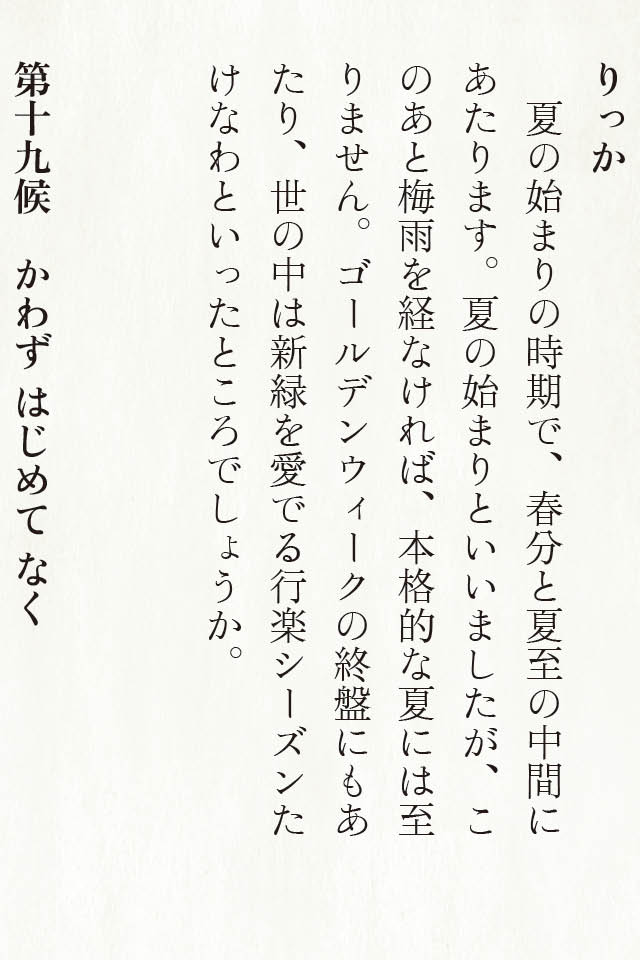 りっか
夏の始まりの時期で、春分と夏至の中間に
あたります。夏の始まりといいましたが、こ
のあと梅雨を経なければ、本格的な夏には至
りません。ゴールデンウィークの終盤にもあ
たり、世の中は新緑を愛でる行楽シーズンた
けなわといったところでしょうか。
第十九候　かわず はじめて なく